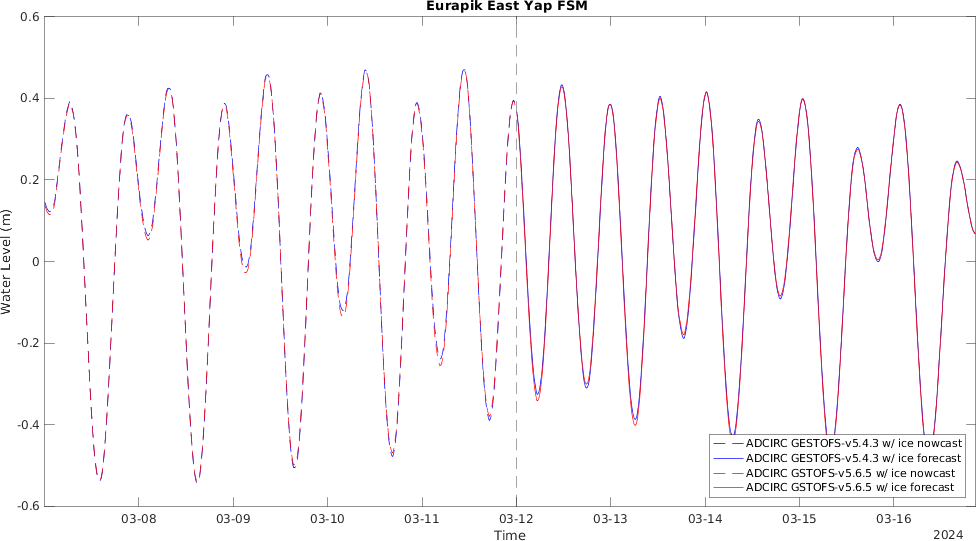 Eurapik East Yap FSM
Water Level (m)
0.6
0.4
0.2
0
-0.2
-0.4
-0.6
ADCIRC GESTOFS-v5.4.3 w/ ice nowcast
ADCIRC GESTOFS-v5.4.3 w/ ice forecast
ADCIRC GSTOFS-v5.6.5 w/ ice nowcast
ADCIRC GSTOFS-v5.6.5 w/ ice forecast
03-08 03-09 03-10 03-11 03-12 03-13 03-14 03-15 03-16
Time
2024